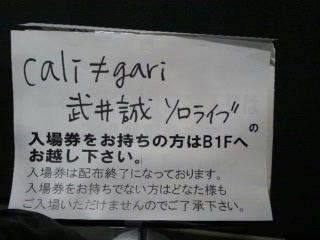 cali≠gari
武井誠 ソロライブ
の
入場券をお持ちの方はB1Fへ
お越し下さい。
入場券は配布終了になっております。
入場券をお持ちでない方はどなた様も
ご入場いただけませんのでご了承下さい。